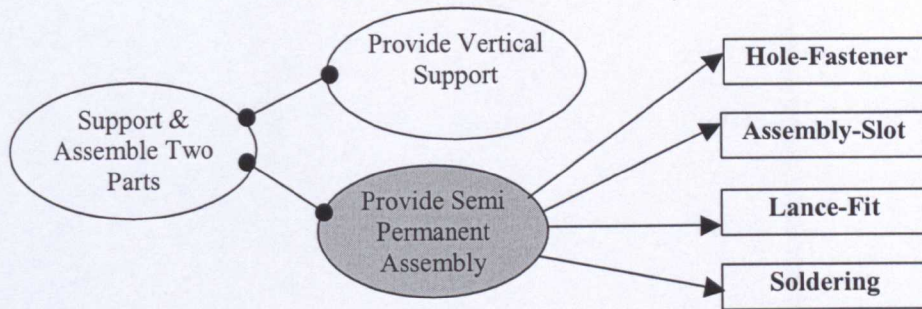 Provide Vertical
Support
Support &
Assemble Two
Parts
Provide Semi
Permanent
Assembly
Hole-Fastener
Assembly-Slot
Lance-Fit
Soldering